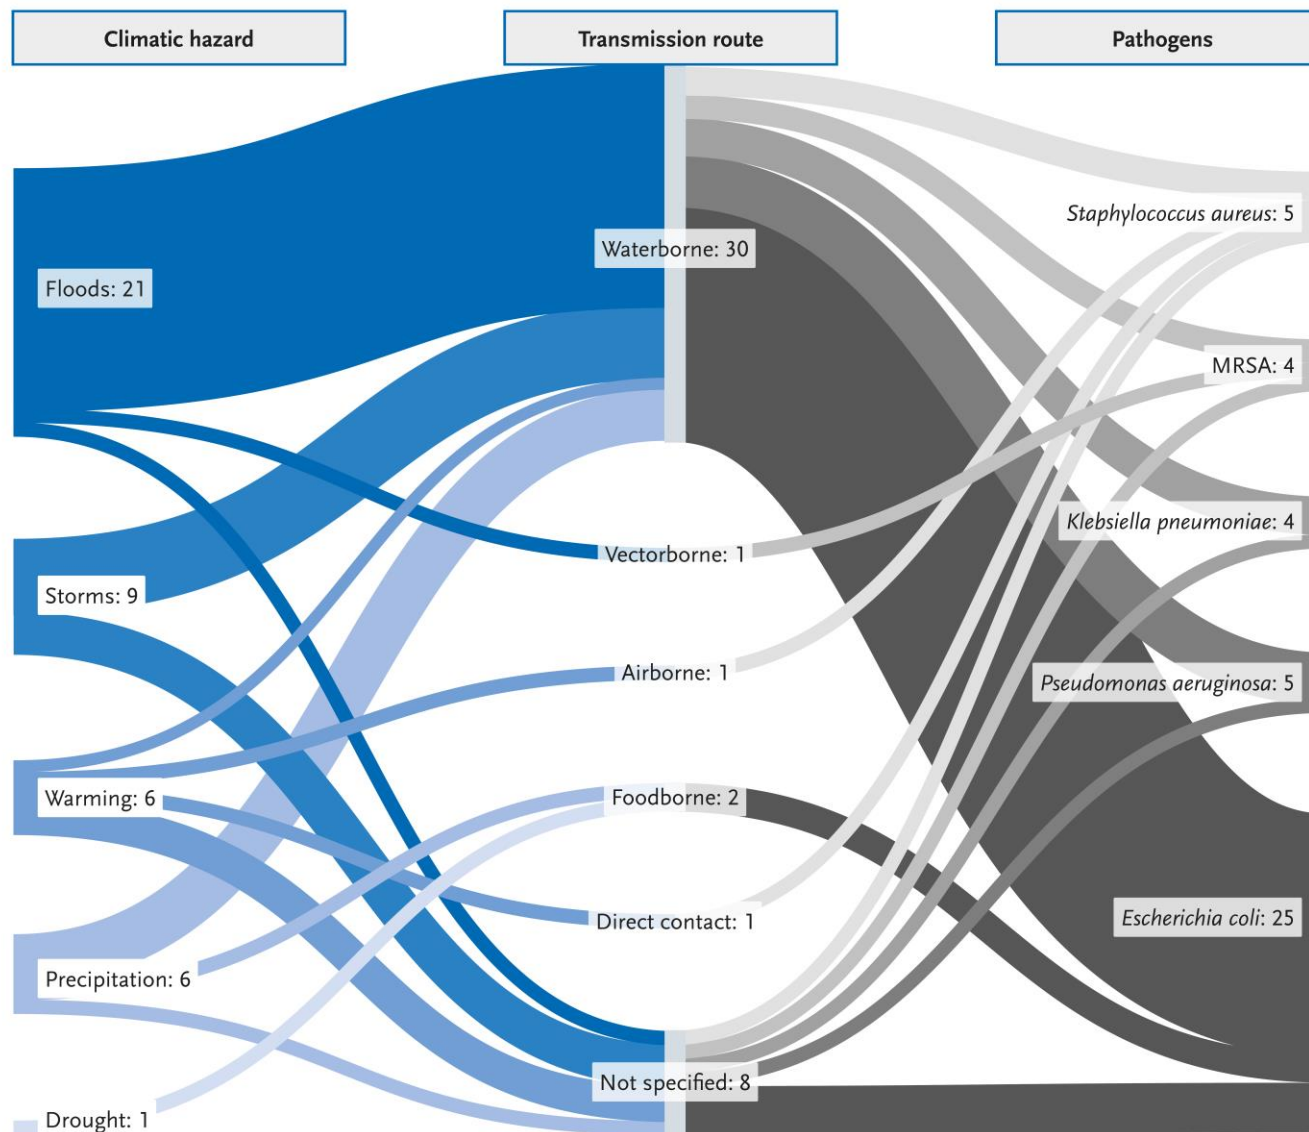 Climatic hazard
Transmission route
Pathogens
Floods: 21
Storms: 9
Warming: 6
Precipitation: 6
Drought: 1
Waterborne: 30
Vectorborne: 1
Airborne: 1
Foodborne: 2
Direct contact: 1
Not specified: 8
Staphylococcus aureus: 5
MRSA: 4
Klebsiella pneumoniae: 4
Pseudomonas aeruginosa: 5
Escherichia coli: 25